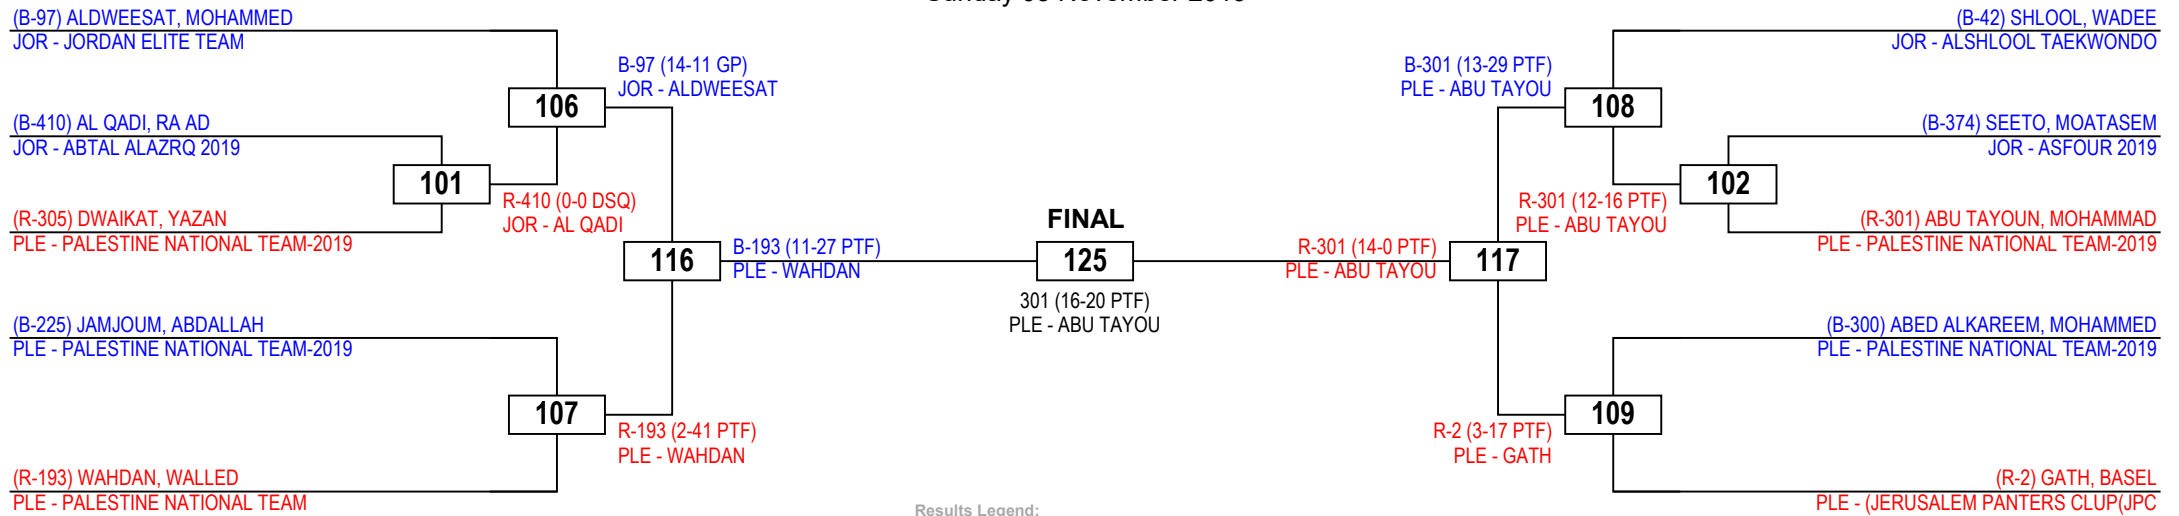 (B-97) ALDWEESAT, MOHAMMED
JOR - JORDAN ELITE TEAM
(B-410) AL QADI, RA AD
JOR - ABTAL ALAZRQ 2019
(R-305) DWAIKAT, YAZAN
PLE - PALESTINE NATIONAL TEAM-2019
(B-225) JAMJOUM, ABDALLAH
PLE - PALESTINE NATIONAL TEAM-2019
(R-193) WAHDAN, WALLED
PLE - PALESTINE NATIONAL TEAM
101
R-410 (0-0 DSQ)
JOR - AL QADI
106
B-97 (14-11 GP)
JOR - ALDWEESAT
107
R-193 (2-41 PTF)
PLE - WAHDAN
116
B-193 (11-27 PTF)
PLE - WAHDAN
FINAL
125
301 (16-20 PTF)
PLE - ABU TAYOU
Results Legend:
R-301 (14-0 PTF)
PLE - ABU TAYOU
117
B-301 (13-29 PTF)
PLE - ABU TAYOU
108
R-301 (12-16 PTF)
PLE - ABU TAYOU
102
R-2 (3-17 PTF)
PLE - GATH
109
(B-42) SHLOOL, WADEE
JOR - ALSHLOOL TAEKWONDO
(B-374) SEETO, MOATASEM
JOR - ASFOUR 2019
(R-301) ABU TAYOUN, MOHAMMAD
PLE - PALESTINE NATIONAL TEAM-2019
(B-300) ABED ALKAREEM, MOHAMMED
PLE - PALESTINE NATIONAL TEAM-2019
(R-2) GATH, BASEL
PLE - (JERUSALEM PANTERS CLUP(JPC